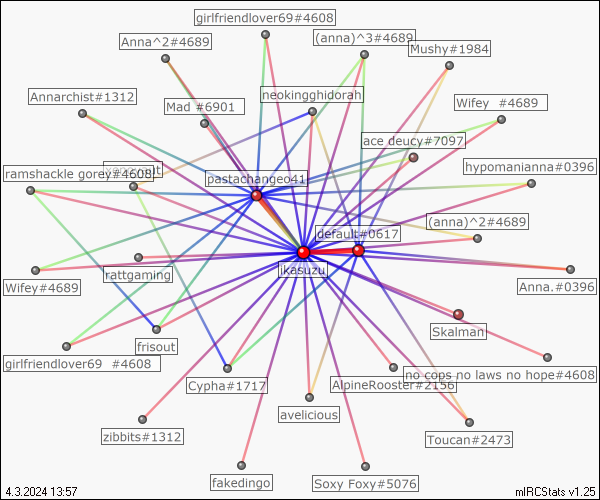 girlfriendlover69#4608
Anna^2#4689
(anna)^3#4689
Mushy#1984
Annarchist#1312
neokingghidorah
Mad #6901
Wifey #4689
ace deucy#7097
ramshackle gorey#4608
hypomaniana#0396
pastachangeo41
(anna)^2#4689
default#0617
rattgaming
ikasuzu
Wifey#4689
Anna.#0396
Skalman
frisout
girlfriendlover69 #4608
no cops no laws no hope#4608
Cypha#1717
AlpineRooster#2156
avelicious
zibbits#1312
Toucan#2473
fakedingo
Soxy Foxy#5076
4.3.2024 13:57
mIRCStats v1.25